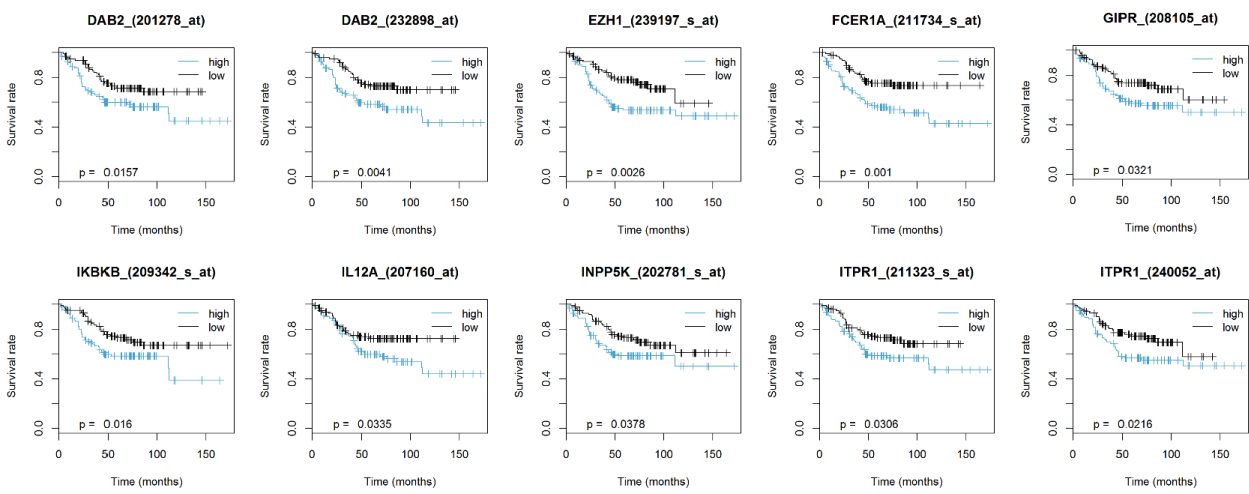 DAB2_(201278_at)
Survival rate
0.0 0.4 0.8
high
low
p = 0.0157
0 50 100 150
Time (months)
DAB2_(232898_at)
Survival rate
0.0 0.4 0.8
high
low
p = 0.0041
0 50 100 150
Time (months)
EZH1_(239197_s_at)
Survival rate
0.0 0.4 0.8
high
low
p = 0.0026
0 50 100 150
Time (months)
FCER1A_(211734_s_at)
Survival rate
0.0 0.4 0.8
high
low
p = 0.001
0 50 100 150
Time (months)
GIPR_(208105_at)
Survival rate
0.0 0.4 0.8
high
low
p = 0.0321
0 50 100 150
Time (months)
IKBKB_(209342_s_at)
Survival rate
0.0 0.4 0.8
high
low
p = 0.016
0 50 100 150
Time (months)
IL12A_(207160_at)
Survival rate
0.0 0.4 0.8
high
low
p = 0.0335
0 50 100 150
Time (months)
INPP5K_(202781_s_at)
Survival rate
0.0 0.4 0.8
high
low
p = 0.0378
0 50 100 150
Time (months)
ITPR1_(211323_s_at)
Survival rate
0.0 0.4 0.8
high
low
p = 0.0306
0 50 100 150
Time (months)
ITPR1_(240052_at)
Survival rate
0.0 0.4 0.8
high
low
p = 0.0216
0 50 100 150
Time (months)